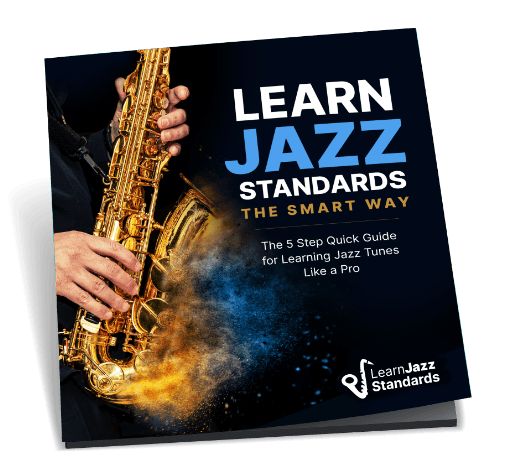 LEARN
JAZZ
STANDARDS
THE SMART WAY
The 5 Step Quick Guide
for Learning Jazz Tunes
Like a Pro
LearnJazz
Standards